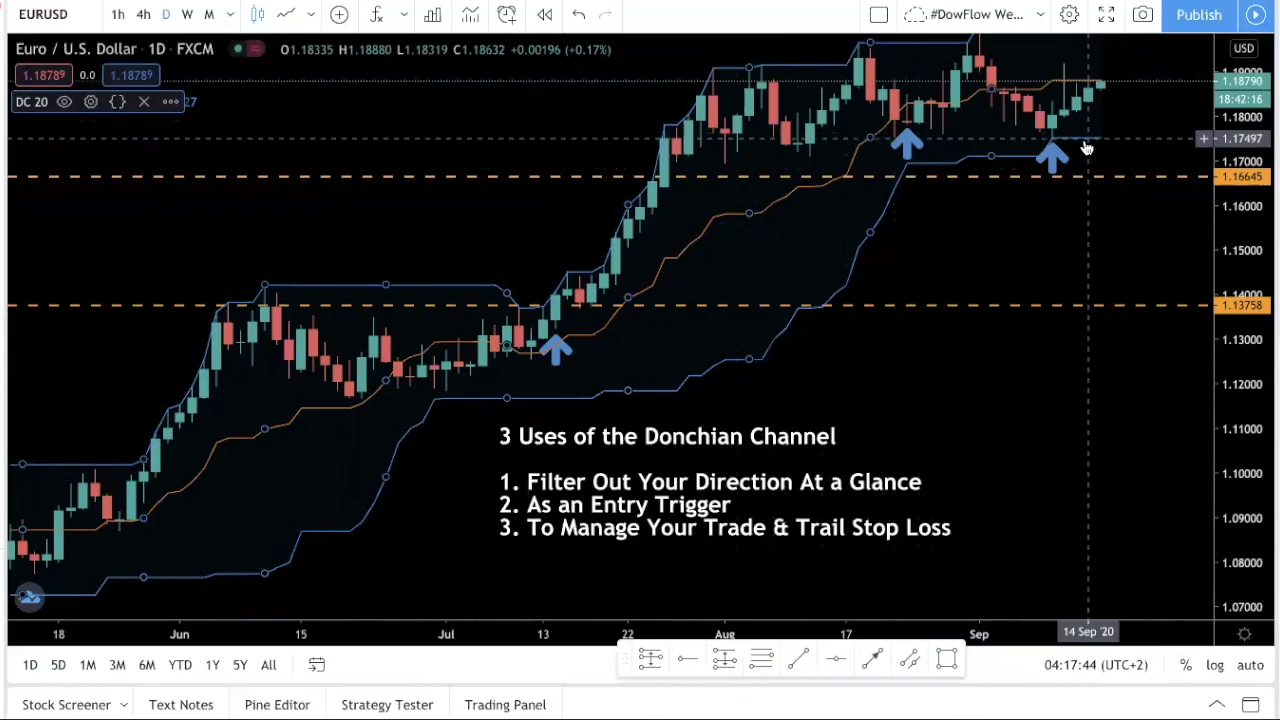 EURUSD 1h 4h D W M #DowFlow We... Publish
Euro / U.S. Dollar · 1D · FXCM O1.18335 H1.18880 L1.18319 C1.18632 +0.00196 (+0.17%) USD
1.18789 0.0 1.18789
1.19000
1.18790
DC 20 27
18:42:16
1.18000
1.17497
1.17000
1.16645
1.16000
1.15000
1.14000
1.13758
1.13000
1.12000
1.11000
3 Uses of the Donchian Channel
1.10000
1. Filter Out Your Direction At a Glance
2. As an Entry Trigger
1.09000
3. To Manage Your Trade & Trail Stop Loss
1.08000
1.07000
18 Jun 15 Jul 13 22 Aug 17 Sep 14 Sep '20
1D 5D 1M 3M 6M YTD 1Y 5Y All 04:17:44 (UTC+2) % log auto
Stock Screener Text Notes Pine Editor Strategy Tester Trading Panel